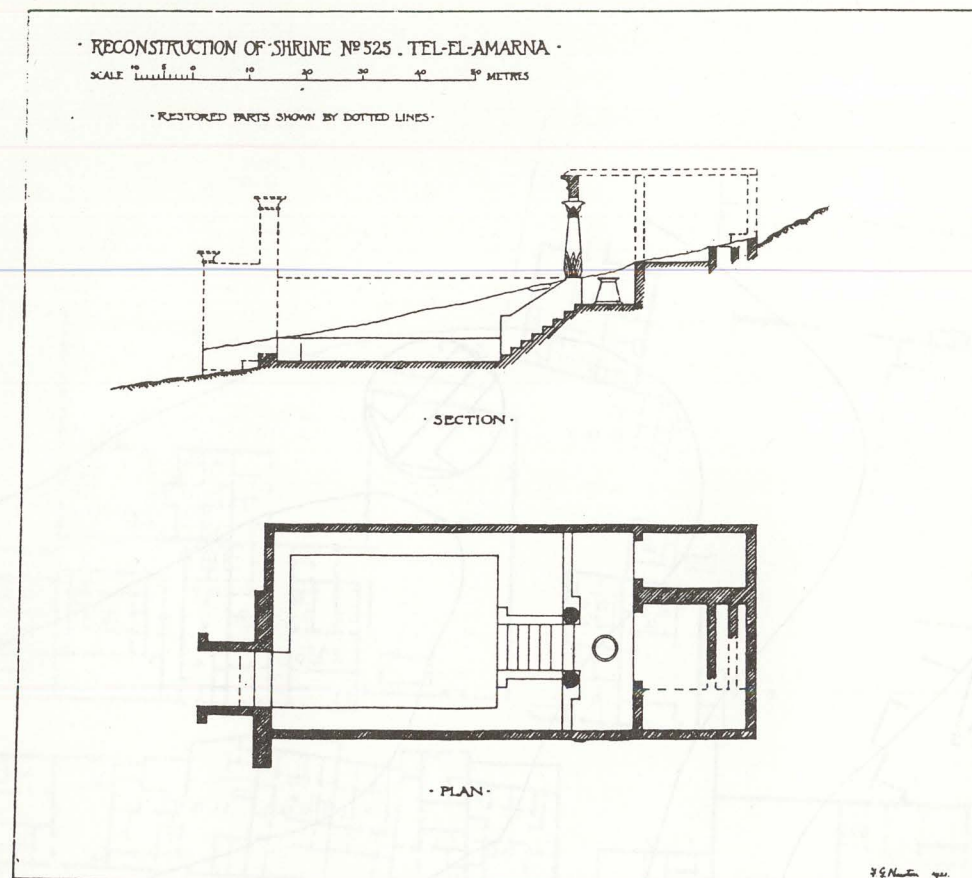 · RECONSTRUCTION OF SHRINE Nº 525 . TEL-EL-AMARNA ·
SCALE 10 5 0 10 20 30 40 50 METRES
· RESTORED PARTS SHOWN BY DOTTED LINES ·
· SECTION ·
· PLAN ·
F G Newton